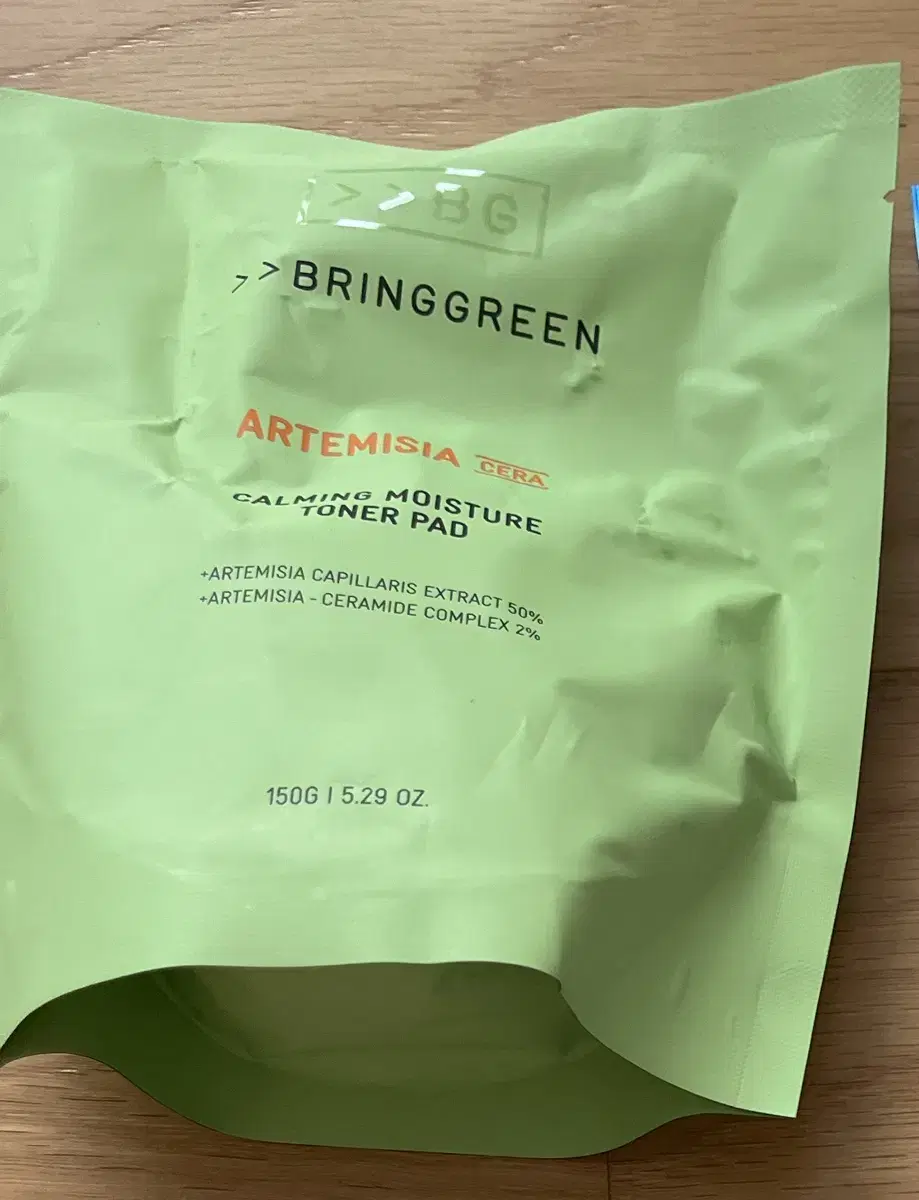 >> BG
>> BRINGGREEN
ARTEMISIA CERA
CALMING MOISTURE
TONER PAD
+ARTEMISIA CAPILLARIS EXTRACT 50%
+ARTEMISIA - CERAMIDE COMPLEX 2%
150G | 5.29 OZ.